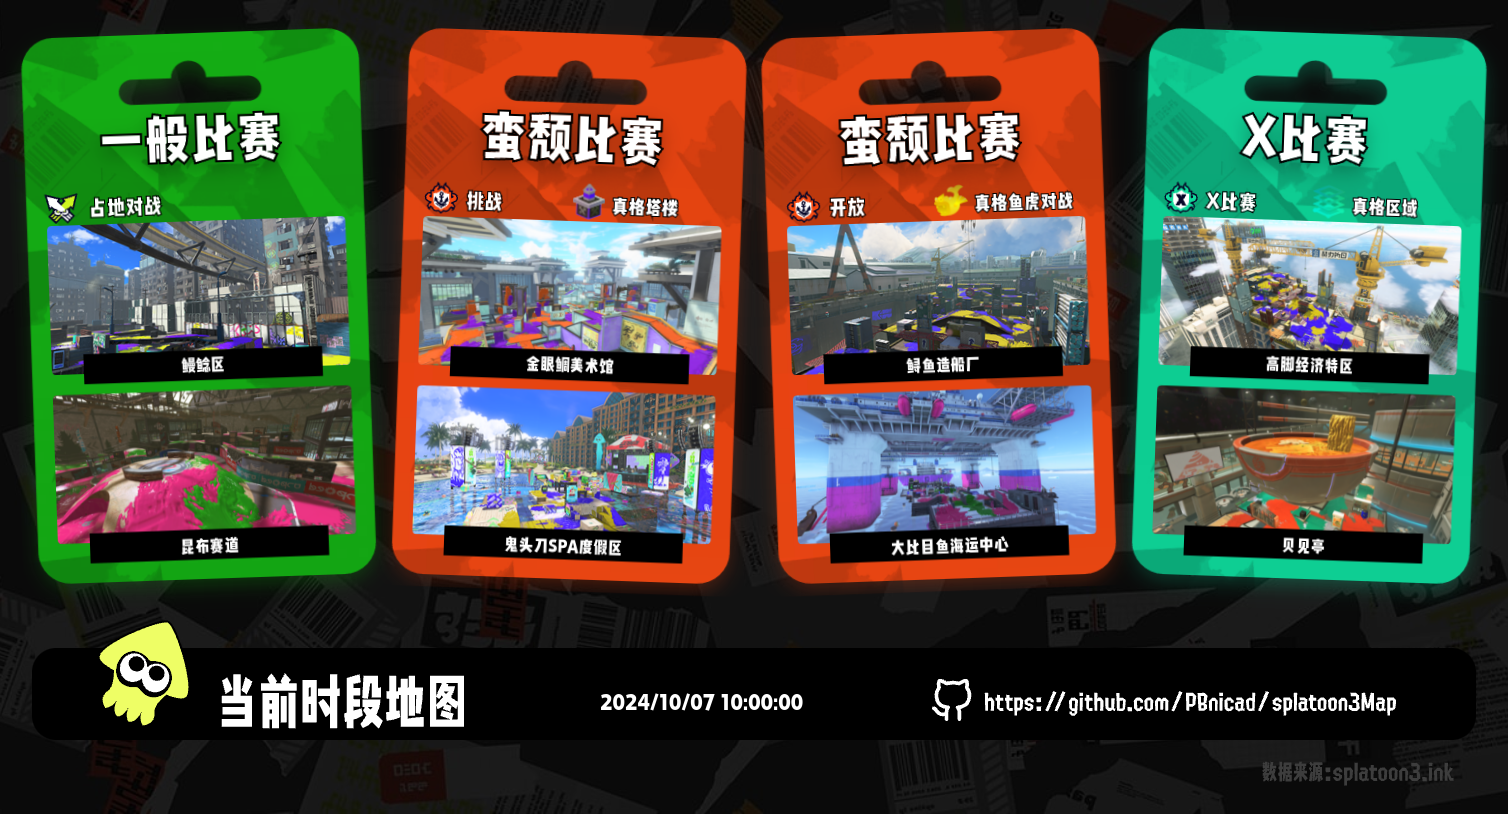 一般比赛
占地对战
鳗鲶区
昆布赛道
蛮颓比赛
挑战
真格塔楼
金眼鲷美术馆
鬼头刀SPA度假区
蛮颓比赛
开放
真格鱼虎对战
鲟鱼造船厂
大比目鱼海运中心
X比赛
X比赛
真格区域
高脚经济特区
贝见亭
当前时段地图
2024/10/07 10:00:00
https://github.com/PBnicad/splatoon3Map
数据来源:splatoon3.ink